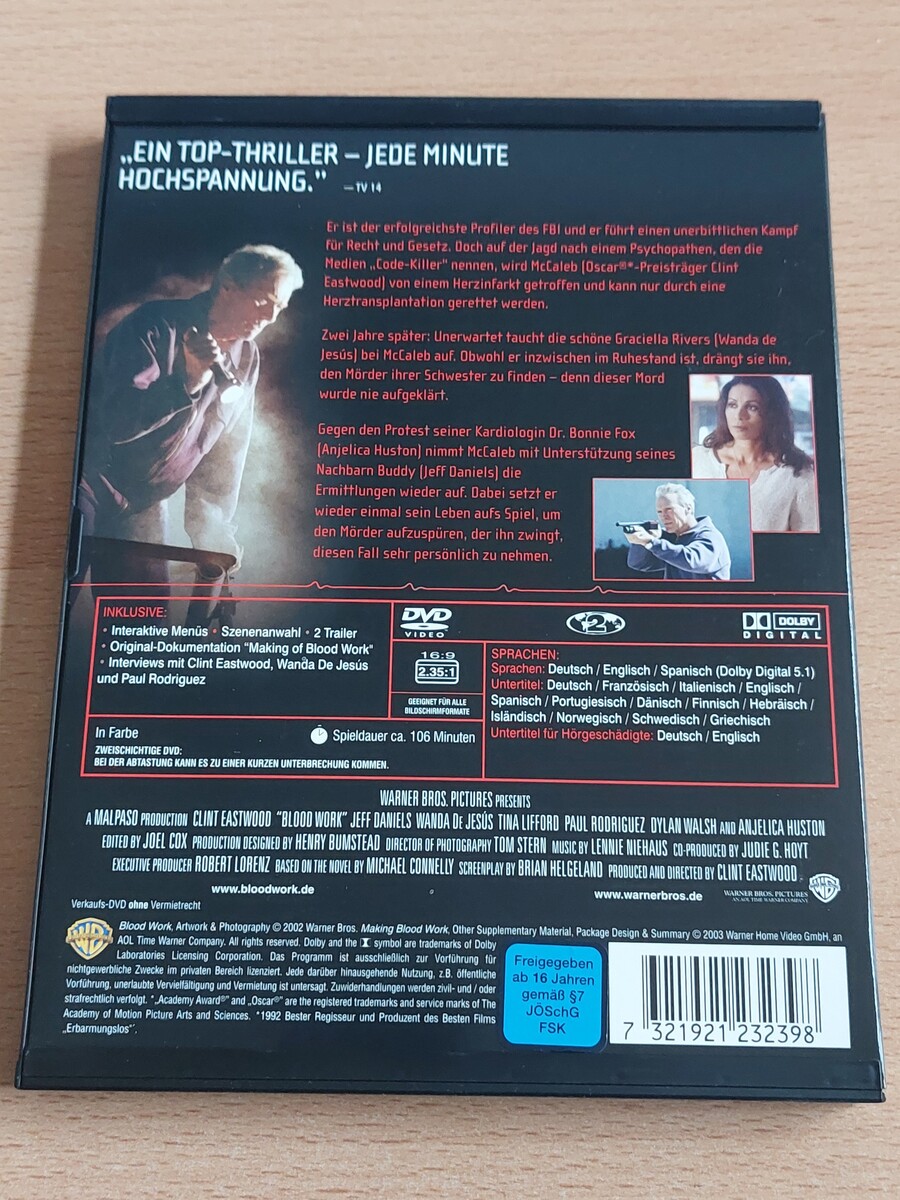 „EIN TOP-THRILLER – JEDE MINUTE
HOCHSPANNUNG.” – TV 14
Er ist der erfolgreichste Profiler des FBI und er führt einen unerbittlichen Kampf
für Recht und Gesetz. Doch auf der Jagd nach einem Psychopathen, den die
Medien „Code-Killer" nennen, wird McCaleb (Oscar®*-Preisträger Clint
Eastwood) von einem Herzinfarkt getroffen und kann nur durch eine
Herztransplantation gerettet werden.
Zwei Jahre später: Unerwartet taucht die schöne Graciella Rivers (Wanda de
Jesús) bei McCaleb auf. Obwohl er inzwischen im Ruhestand ist, drängt sie ihn,
den Mörder ihrer Schwester zu finden – denn dieser Mord
wurde nie aufgeklärt.
Gegen den Protest seiner Kardiologin Dr. Bonnie Fox
(Anjelica Huston) nimmt McCaleb mit Unterstützung seines
Nachbarn Buddy (Jeff Daniels) die
Ermittlungen wieder auf. Dabei setzt er
wieder einmal sein Leben aufs Spiel, um
den Mörder aufzuspüren, der ihn zwingt,
diesen Fall sehr persönlich zu nehmen.
INKLUSIVE:
• Interaktive Menüs • Szenenanwahl • 2 Trailer
• Original-Dokumentation "Making of Blood Work"
• Interviews mit Clint Eastwood, Wanda De Jesús
und Paul Rodriguez
In Farbe
Spieldauer ca. 106 Minuten
ZWEISCHICHTIGE DVD:
BEI DER ABTASTUNG KANN ES ZU EINER KURZEN UNTERBRECHUNG KOMMEN.
DVD
VIDEO
2
DOLBY
DIGITAL
16:9
2.35:1
GEEIGNET FÜR ALLE
BILDSCHIRMFORMATE
SPRACHEN:
Sprachen: Deutsch / Englisch / Spanisch (Dolby Digital 5.1)
Untertitel: Deutsch / Französisch / Italienisch / Englisch /
Spanisch / Portugiesisch / Dänisch / Finnisch / Hebräisch /
Isländisch / Norwegisch / Schwedisch / Griechisch
Untertitel für Hörgeschädigte: Deutsch / Englisch
WARNER BROS. PICTURES PRESENTS
A MALPASO PRODUCTION CLINT EASTWOOD "BLOOD WORK" JEFF DANIELS WANDA DE JESÚS TINA LIFFORD PAUL RODRIGUEZ DYLAN WALSH AND ANJELICA HUSTON
EDITED BY JOEL COX PRODUCTION DESIGNED BY HENRY BUMSTEAD DIRECTOR OF PHOTOGRAPHY TOM STERN MUSIC BY LENNIE NIEHAUS CO-PRODUCED BY JUDIE G. HOYT
EXECUTIVE PRODUCER ROBERT LORENZ BASED ON THE NOVEL BY MICHAEL CONNELLY SCREENPLAY BY BRIAN HELGELAND PRODUCED AND DIRECTED BY CLINT EASTWOOD
www.bloodwork.de
www.warnerbros.de
WARNER BROS. PICTURES
AN AOL TIME WARNER COMPANY
Verkaufs-DVD ohne Vermietrecht
Blood Work, Artwork & Photography © 2002 Warner Bros. Making Blood Work, Other Supplementary Material, Package Design & Summary © 2003 Warner Home Video GmbH, an
AOL Time Warner Company. All rights reserved. Dolby and the symbol are trademarks of Dolby
Laboratories Licensing Corporation. Das Programm ist ausschließlich zur Vorführung für
nichtgewerbliche Zwecke im privaten Bereich lizenziert. Jede darüber hinausgehende Nutzung, z.B. öffentliche
Vorführung, unerlaubte Vervielfältigung und Vermietung ist untersagt. Zuwiderhandlungen werden zivil- und / oder
strafrechtlich verfolgt. *„Academy Award®" and „Oscar®" are the registered trademarks and service marks of The
Academy of Motion Picture Arts and Sciences. *1992 Bester Regisseur und Produzent des Besten Films
„Erbarmungslos".
Freigegeben
ab 16 Jahren
gemäß §7
JÖSchG
FSK
7 321921 232398